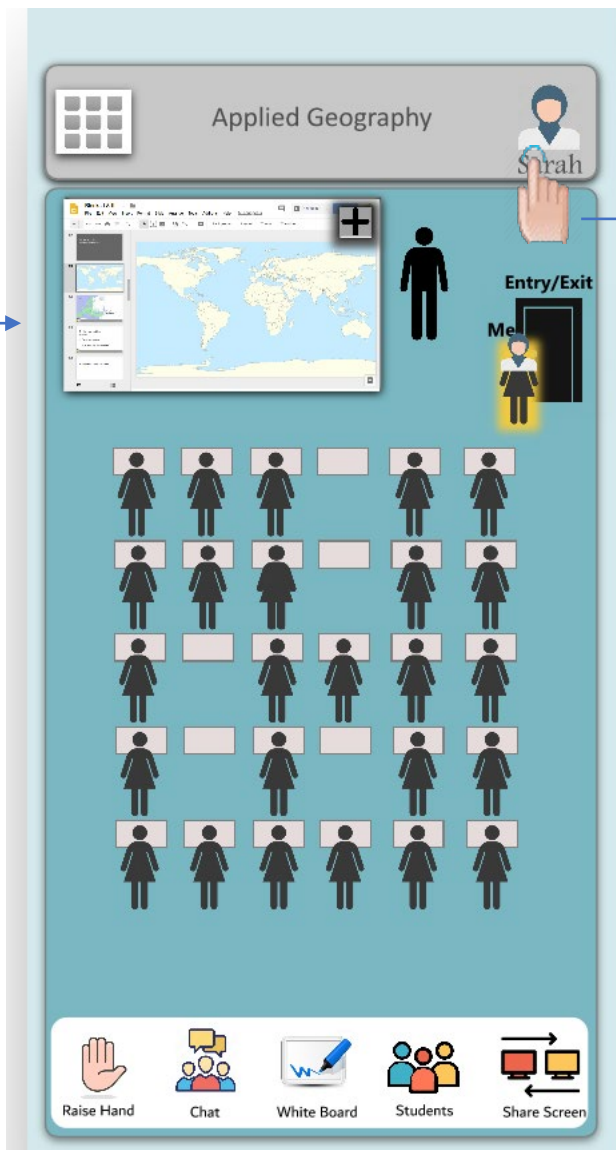 Applied Geography
Sarah
Entry/Exit
Me
Raise Hand
Chat
White Board
Students
Share Screen